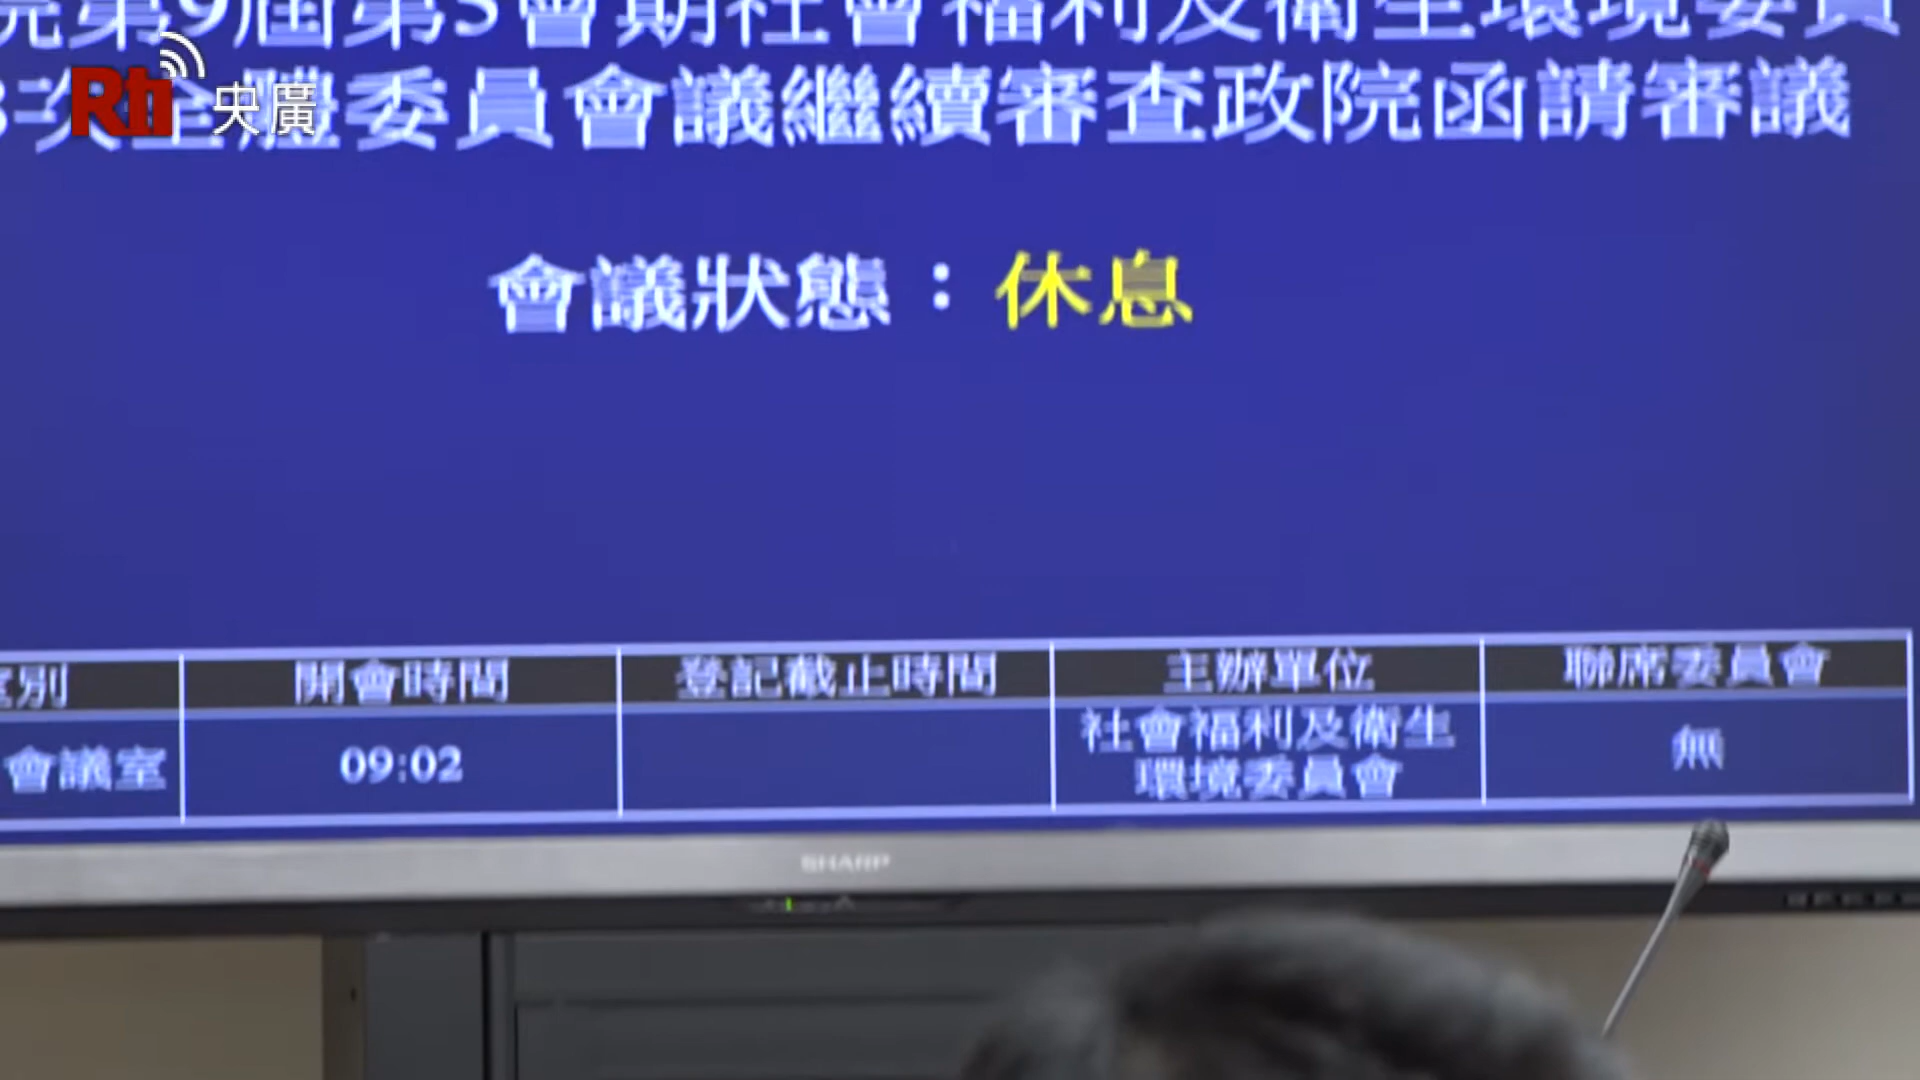 院第9屆第5會期社會福利及衛生環境委員
Rti 央廣
次全體委員會議繼續審查政院函請審議
會議狀態：休息
室別 開會時間 登記截止時間 主辦單位 聯席委員會
會議室 09:02 社會福利及衛生 無
環境委員會
SHARP